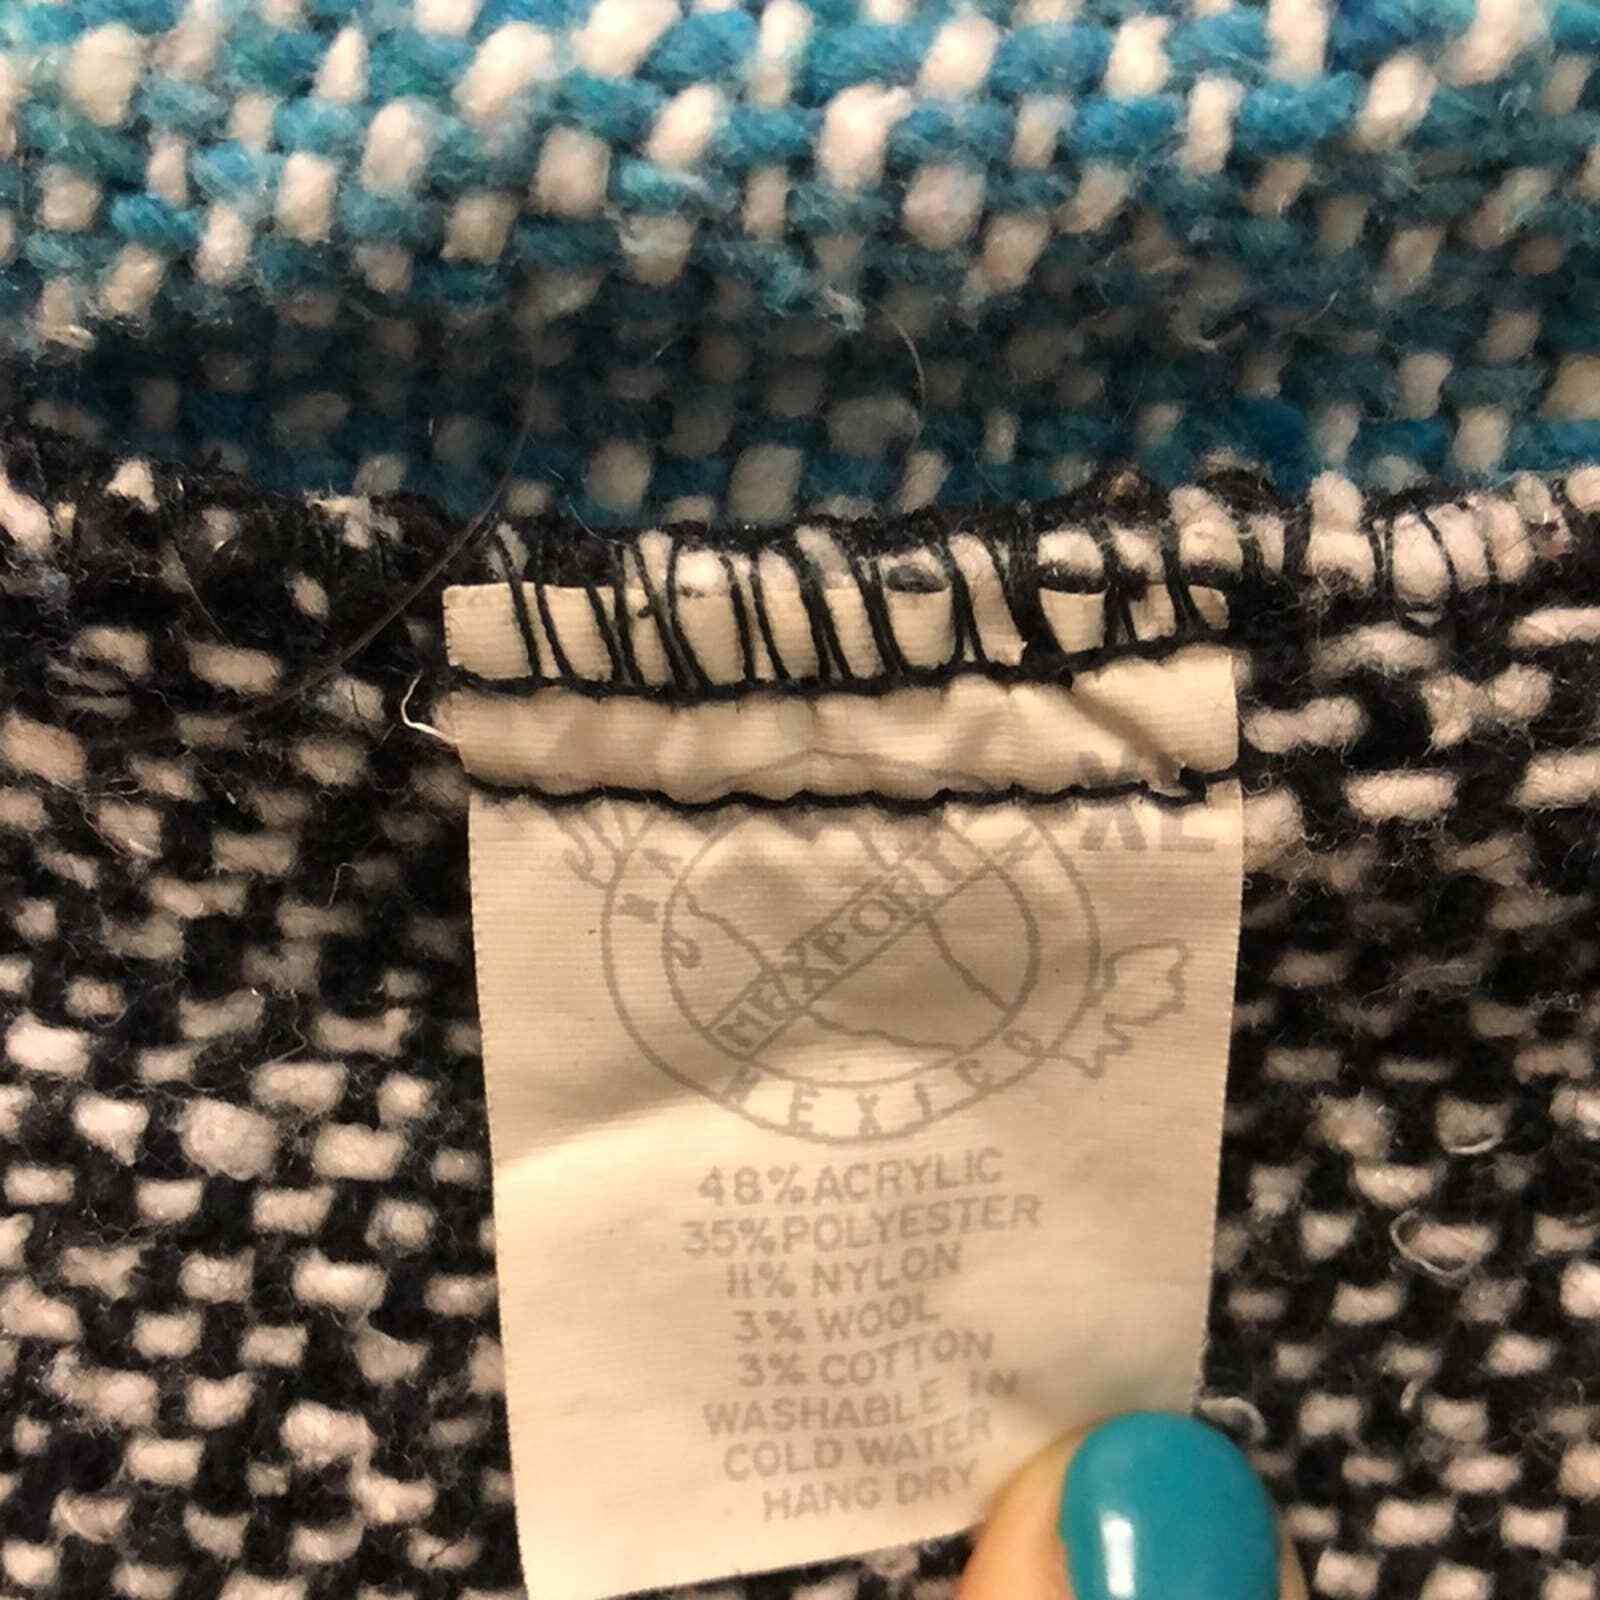 XL
MEXPORT
MEXICO
48% ACRYLIC
35% POLYESTER
11% NYLON
3% WOOL
3% COTTON
WASHABLE IN
COLD WATER
HANG DRY